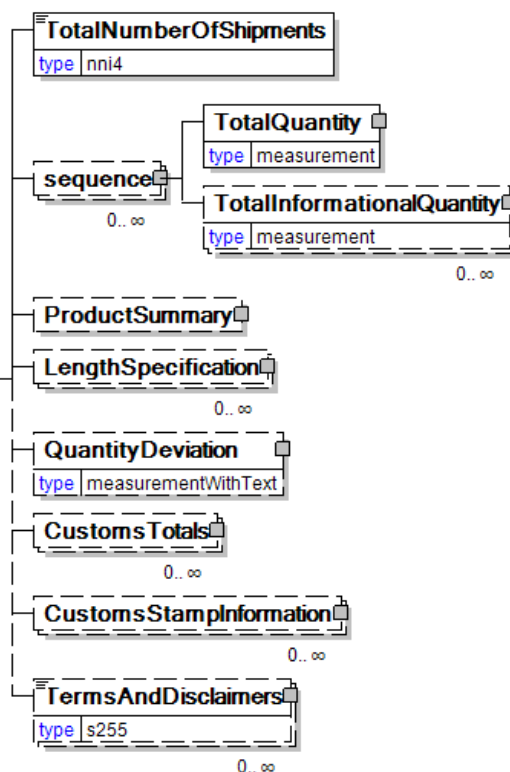 TotalNumberOfShipments
type nni4
TotalQuantity
type measurement
sequence
0.. ∞
TotalInformationalQuantity
type measurement
0.. ∞
ProductSummary
LengthSpecification
0.. ∞
QuantityDeviation
type measurementWithText
CustomsTotals
0.. ∞
CustomsStampInformation
0.. ∞
TermsAndDisclaimers
type s255
0.. ∞